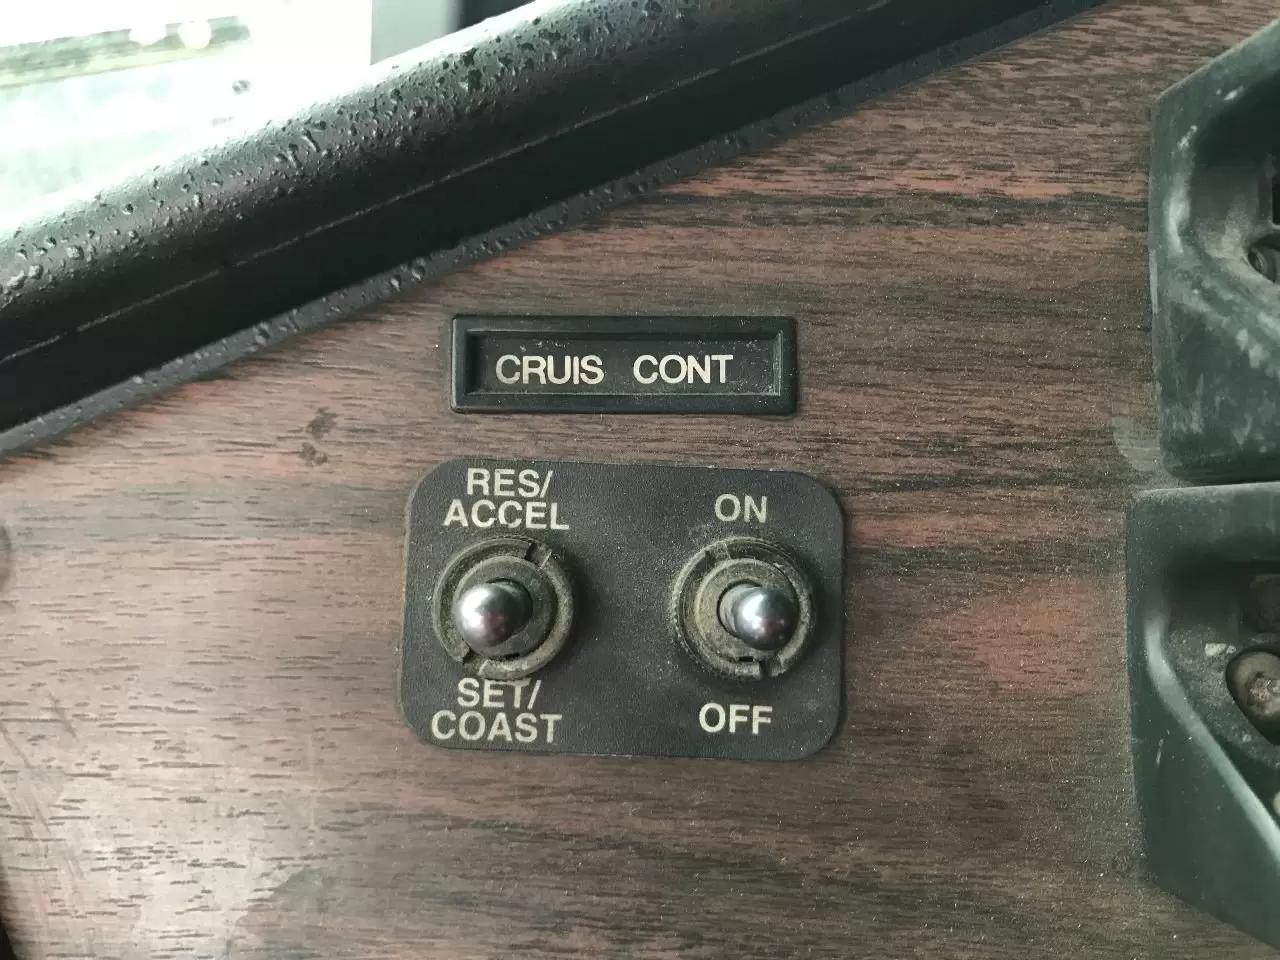 CRUIS CONT
RES/
ACCEL
ON
SET/
COAST
OFF